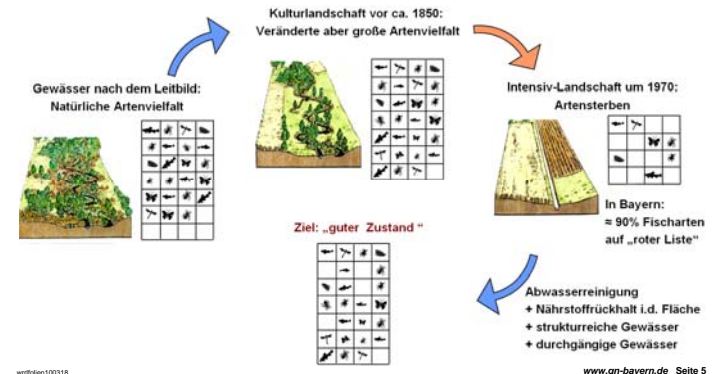 Kulturlandschaft vor ca. 1850:
Veränderte aber große Artenvielfalt
Gewässer nach dem Leitbild:
Natürliche Artenvielfalt
Intensiv-Landschaft um 1970:
Artensterben
In Bayern:
≈ 90% Fischarten
auf „roter Liste“
Ziel: „guter Zustand “
Abwasserreinigung
+ Nährstoffrückhalt i.d. Fläche
+ strukturreiche Gewässer
+ durchgängige Gewässer
www.gn-bayern.de Seite 5